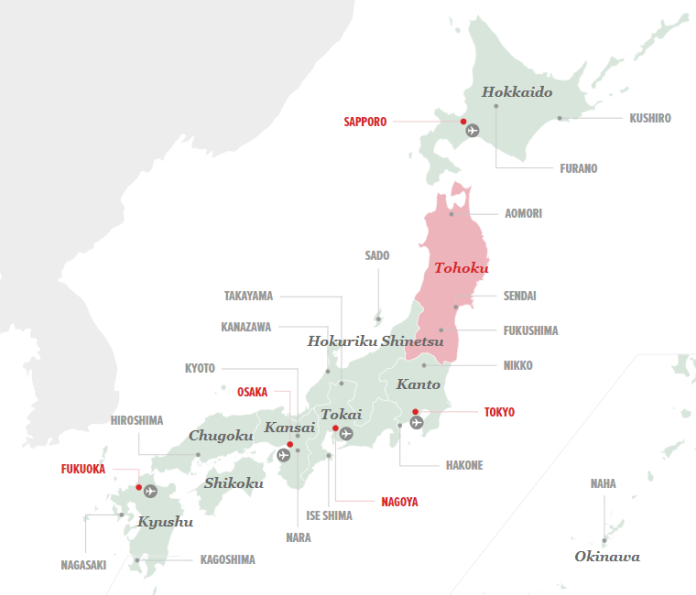 Hokkaido
SAPPORO
KUSHIRO
FURANO
AOMORI
SADO
Tohoku
TAKAYAMA
SENDAI
KANAZAWA
FUKUSHIMA
Hokuriku Shinetsu
KYOTO
NIKKO
OSAKA
Kanto
HIROSHIMA
Tokai
TOKYO
Kansai
Chugoku
FUKUOKA
HAKONE
Shikoku
NAHA
NAGOYA
ISE SHIMA
Kyushu
NARA
Okinawa
NAGASAKI
KAGOSHIMA